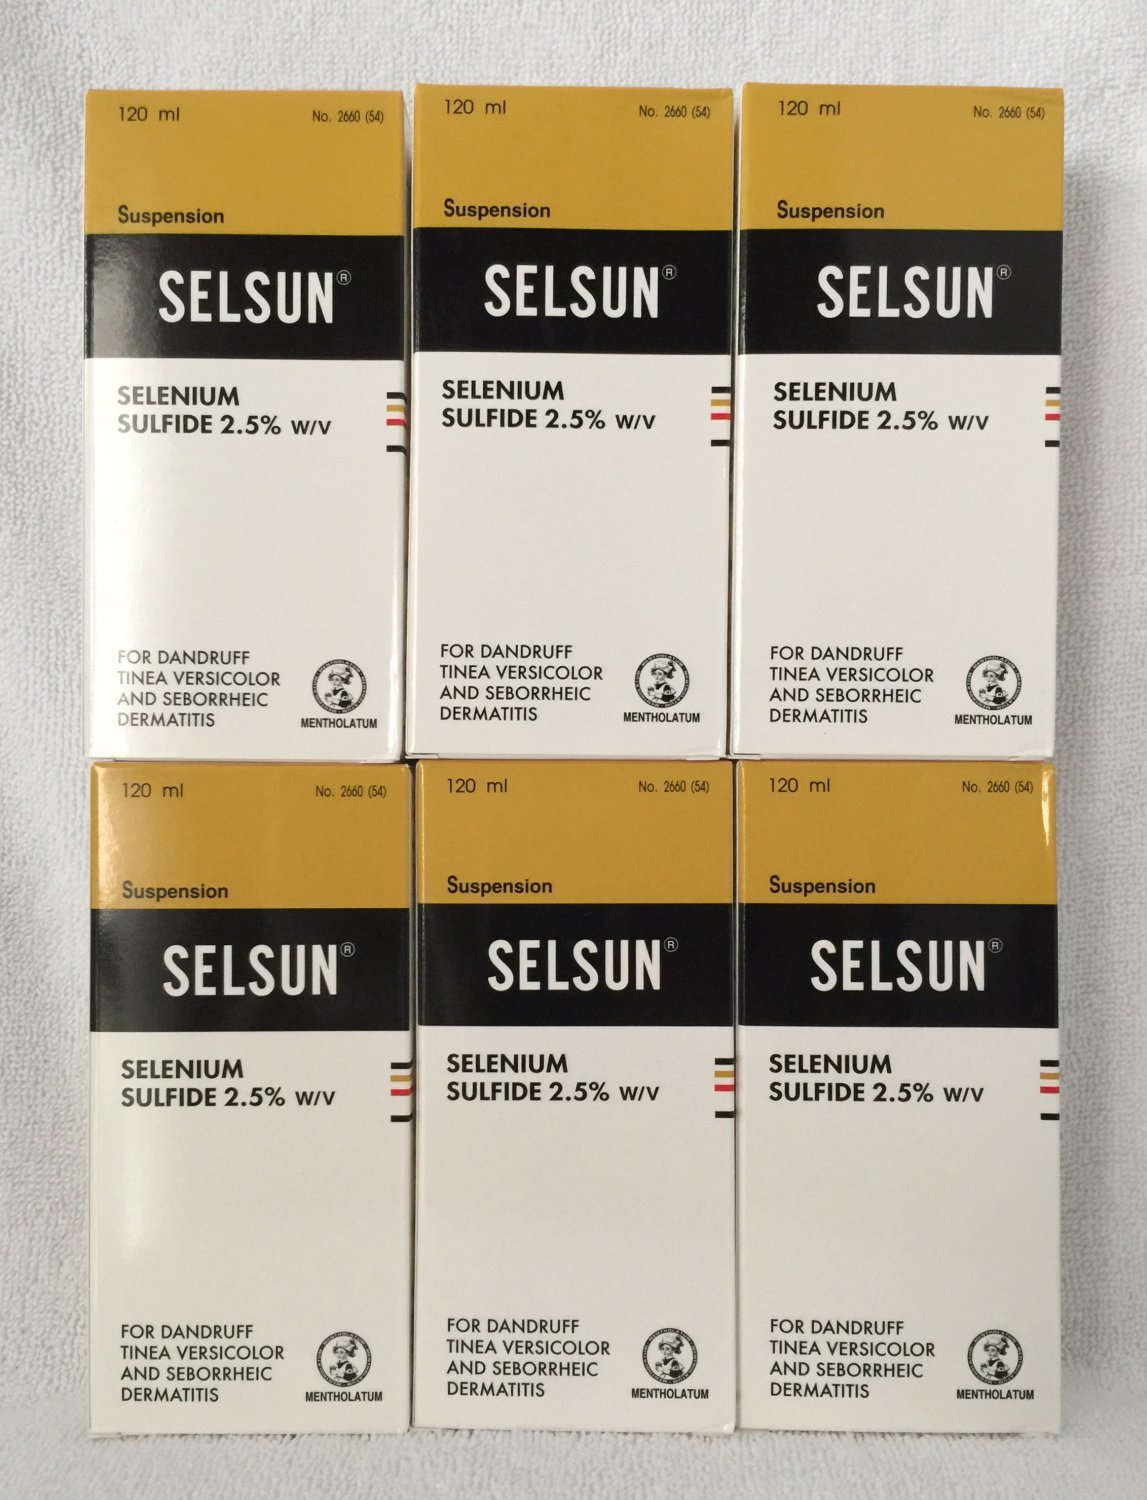 120 ml No. 2660 (54)
Suspension
SELSUN®
SELENIUM
SULFIDE 2.5% W/V
FOR DANDRUFF
TINEA VERSICOLOR
AND SEBORRHEIC
DERMATITIS
MENTHOLATUM
120 ml No. 2660 (54)
Suspension
SELSUN®
SELENIUM
SULFIDE 2.5% W/V
FOR DANDRUFF
TINEA VERSICOLOR
AND SEBORRHEIC
DERMATITIS
MENTHOLATUM
120 ml No. 2660 (54)
Suspension
SELSUN®
SELENIUM
SULFIDE 2.5% W/V
FOR DANDRUFF
TINEA VERSICOLOR
AND SEBORRHEIC
DERMATITIS
MENTHOLATUM
120 ml No. 2660 (54)
Suspension
SELSUN®
SELENIUM
SULFIDE 2.5% W/V
FOR DANDRUFF
TINEA VERSICOLOR
AND SEBORRHEIC
DERMATITIS
MENTHOLATUM
120 ml No. 2660 (54)
Suspension
SELSUN®
SELENIUM
SULFIDE 2.5% W/V
FOR DANDRUFF
TINEA VERSICOLOR
AND SEBORRHEIC
DERMATITIS
MENTHOLATUM
120 ml No. 2660 (54)
Suspension
SELSUN®
SELENIUM
SULFIDE 2.5% W/V
FOR DANDRUFF
TINEA VERSICOLOR
AND SEBORRHEIC
DERMATITIS
MENTHOLATUM